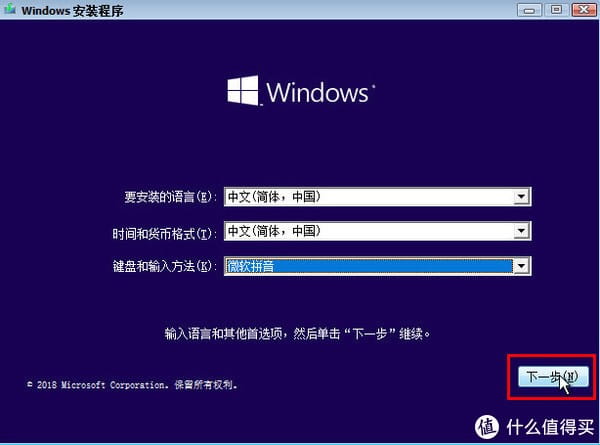 Windows 安装程序
Windows
要安装的语言(E): 中文(简体，中国)
时间和货币格式(T): 中文(简体，中国)
键盘和输入方法(K): 微软拼音
输入语言和其他首选项，然后单击“下一步”继续。
下一步(N)
© 2018 Microsoft Corporation。保留所有权利。
值 什么值得买